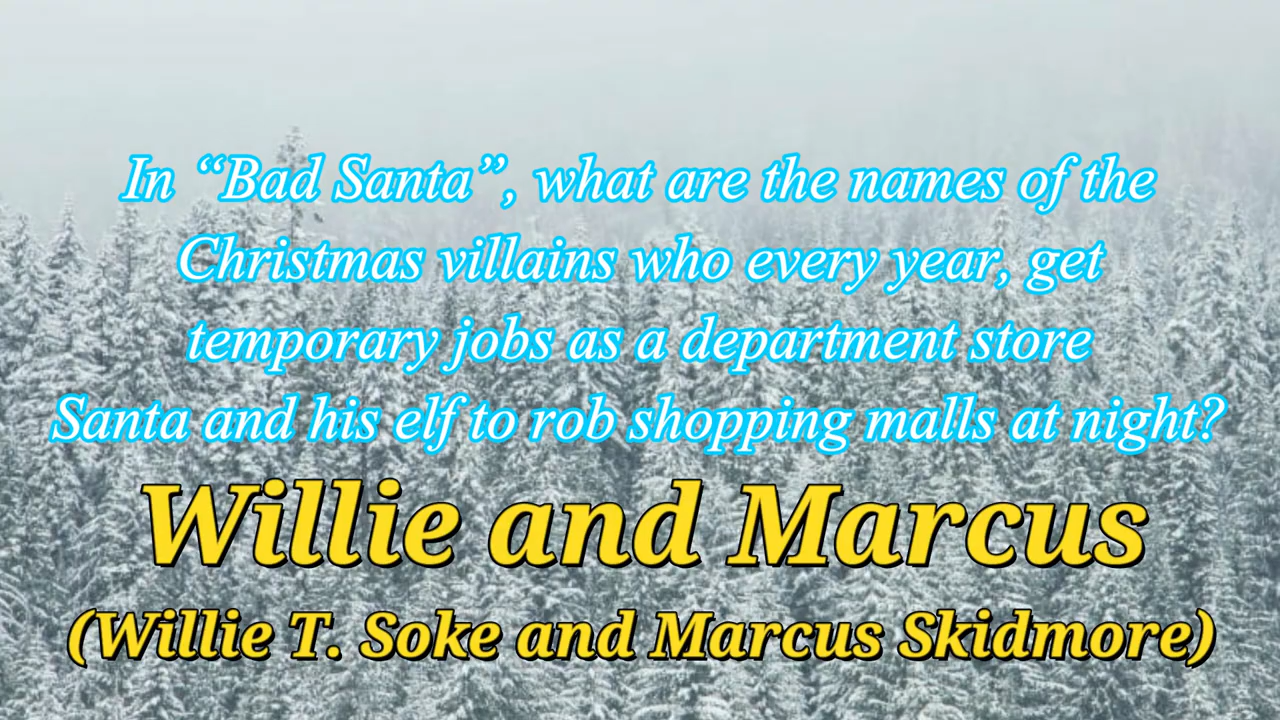 In “Bad Santa”, what are the names of the
Christmas villains who every year, get
temporary jobs as a department store
Santa and his elf to rob shopping malls at night?
Willie and Marcus
(Willie T. Soke and Marcus Skidmore)